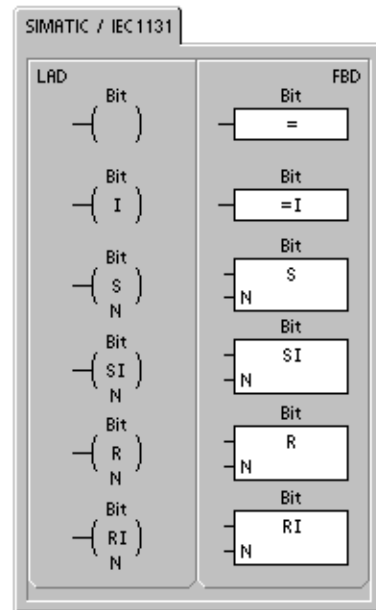 SIMATIC / IEC1131
LAD
FBD
Bit
( )
Bit
=
Bit
( I )
Bit
=I
Bit
( S )
N
Bit
S
N
Bit
( SI )
N
Bit
SI
N
Bit
( R )
N
Bit
R
N
Bit
( RI )
N
Bit
RI
N